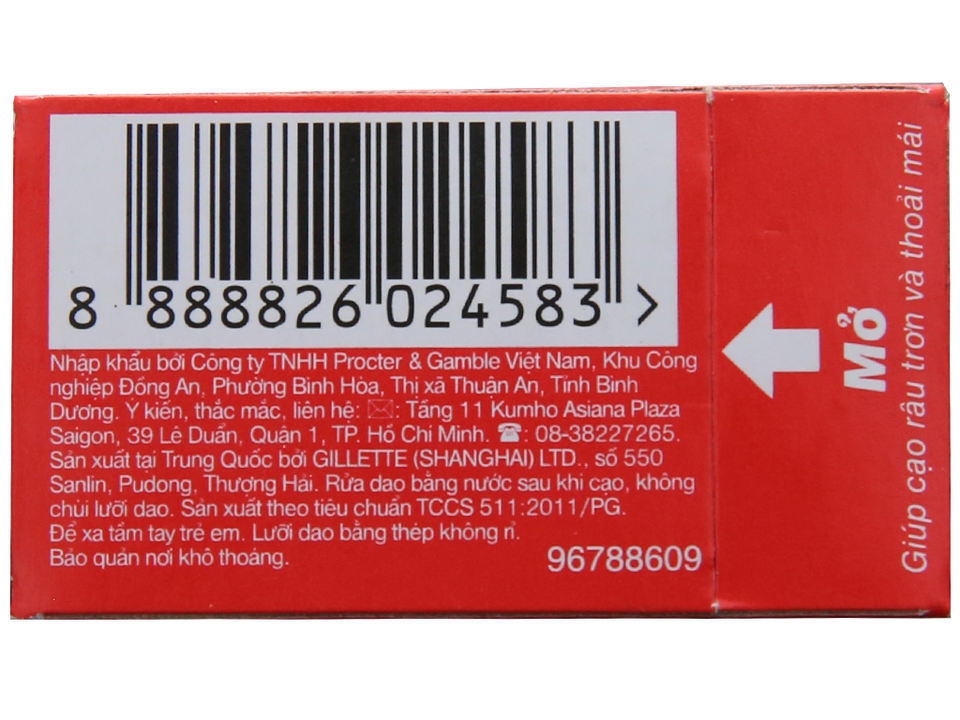 8 888826 024583 >
Nhập khẩu bởi Công ty TNHH Procter & Gamble Việt Nam, Khu Công
nghiệp Đồng An, Phường Bình Hòa, Thị xã Thuận An, Tỉnh Bình
Dương. Ý kiến, thắc mắc, liên hệ: ✉: Tầng 11 Kumho Asiana Plaza
Saigon, 39 Lê Duẩn, Quận 1, TP. Hồ Chí Minh. ☎: 08-38227265.
Sản xuất tại Trung Quốc bởi GILLETTE (SHANGHAI) LTD., số 550
Sanlin, Pudong, Thượng Hải. Rửa dao bằng nước sau khi cạo, không
chùi lưỡi dao. Sản xuất theo tiêu chuẩn TCCS 511:2011/PG.
Để xa tầm tay trẻ em. Lưỡi dao bằng thép không rỉ.
Bảo quản nơi khô thoáng.
96788609
Mở
Giúp cạo râu trơn và thoải mái